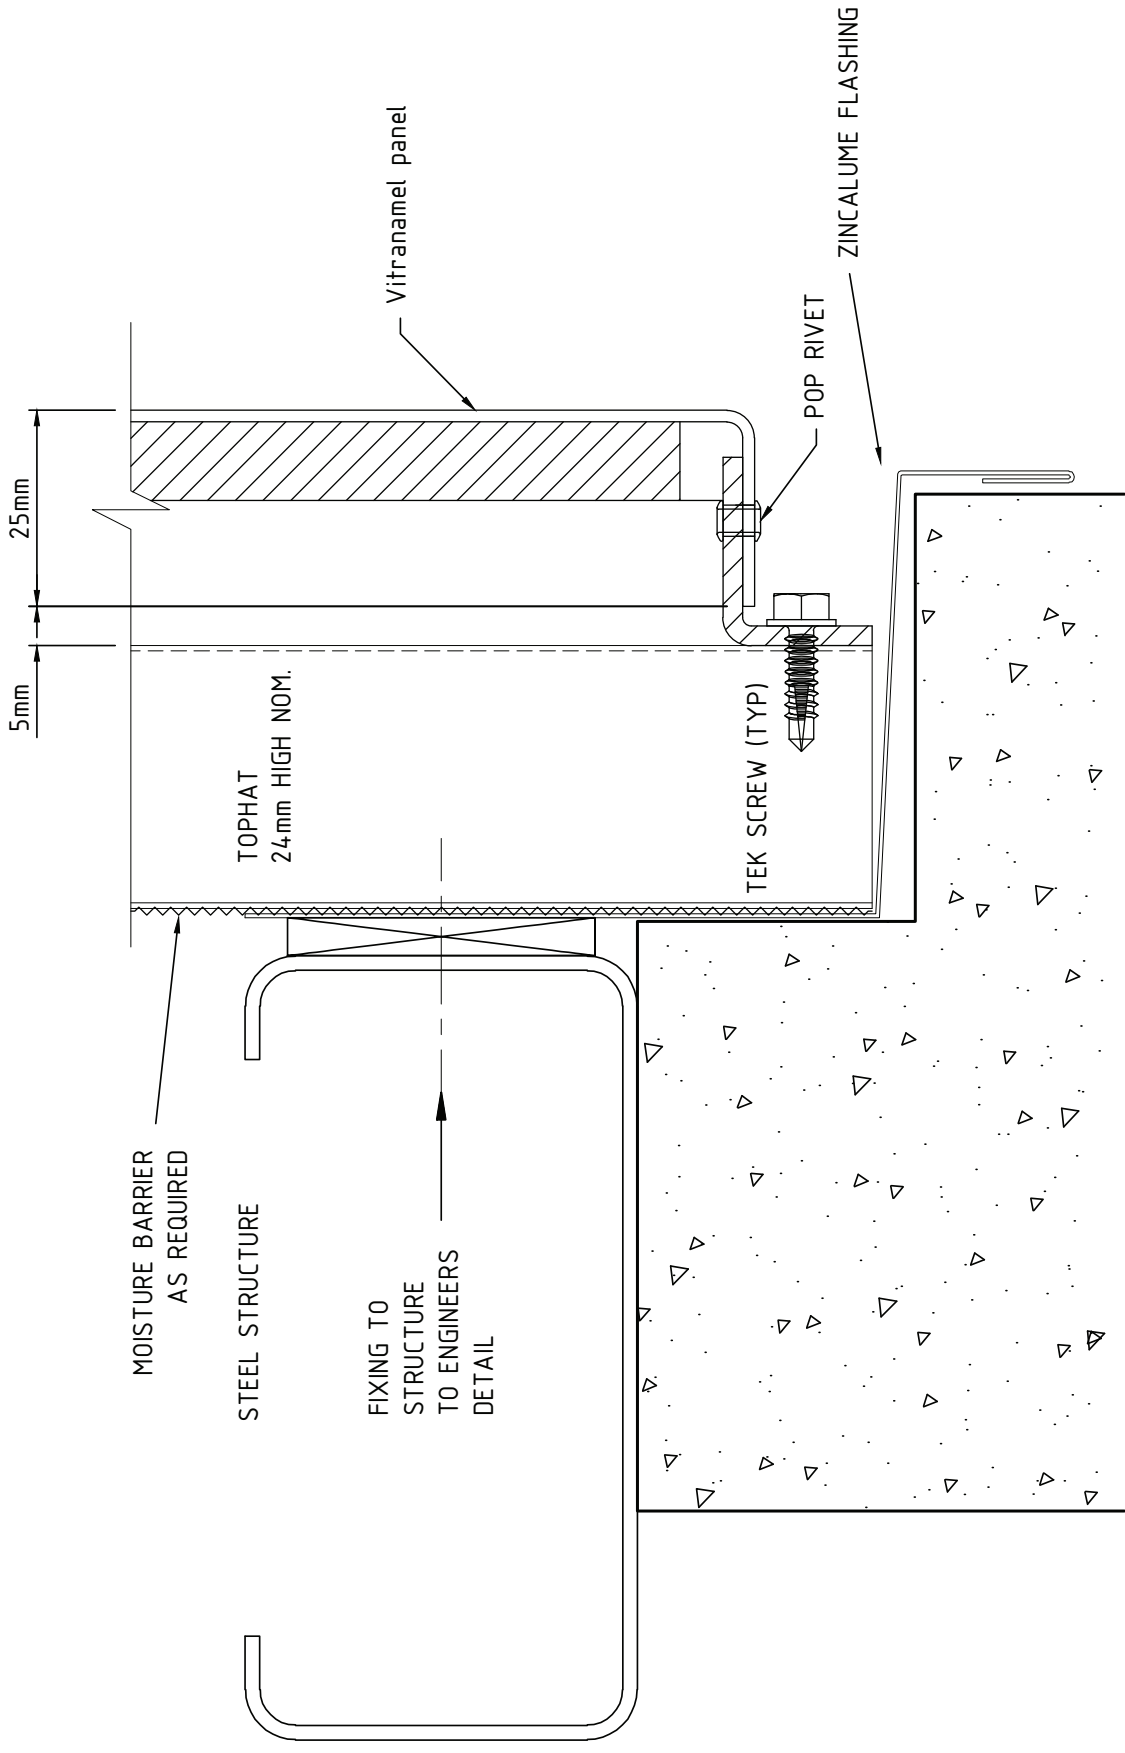 MOISTURE BARRIER
AS REQUIRED
STEEL STRUCTURE
FIXING TO
STRUCTURE
TO ENGINEERS
DETAIL
5mm
25mm
TOPHAT
24mm HIGH NOM.
TEK SCREW (TYP)
Vitranamel panel
POP RIVET
ZINCALUME FLASHING